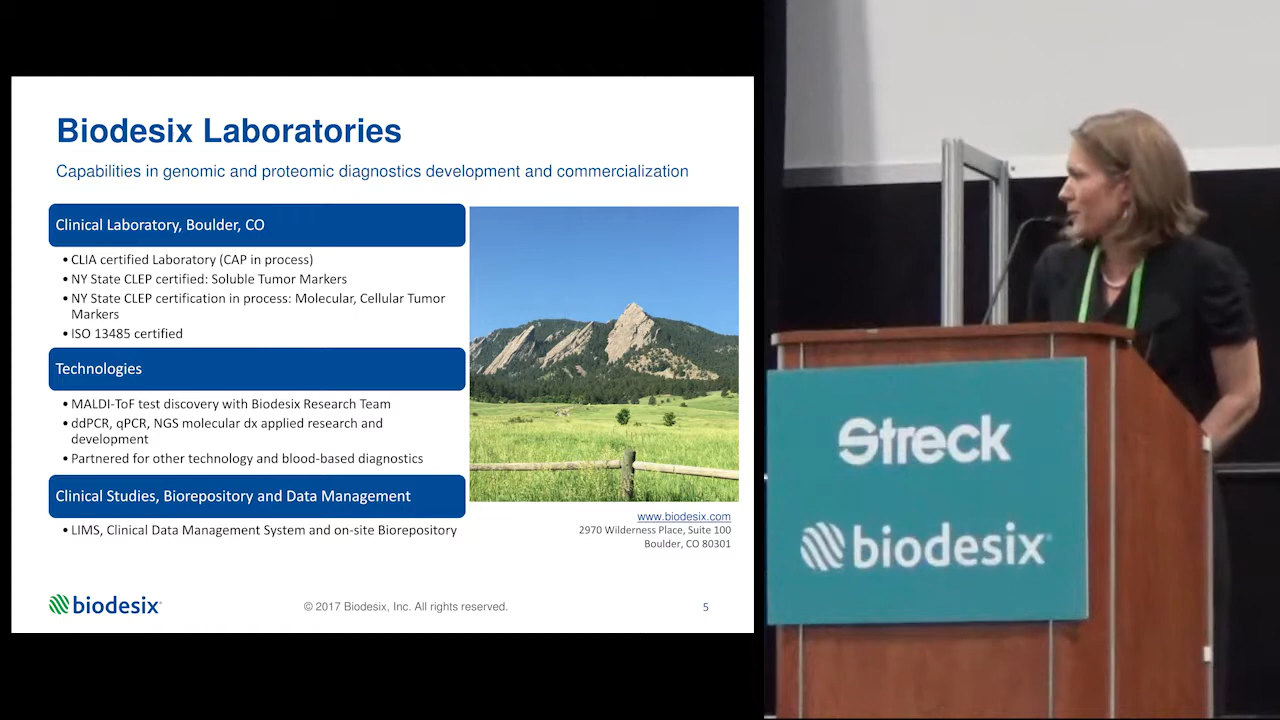 Biodesix Laboratories
Capabilities in genomic and proteomic diagnostics development and commercialization
Clinical Laboratory, Boulder, CO
• CLIA certified Laboratory (CAP in process)
• NY State CLEP certified: Soluble Tumor Markers
• NY State CLEP certification in process: Molecular, Cellular Tumor
Markers
• ISO 13485 certified
Technologies
• MALDI-ToF test discovery with Biodesix Research Team
• ddPCR, qPCR, NGS molecular dx applied research and
development
• Partnered for other technology and blood-based diagnostics
Clinical Studies, Biorepository and Data Management
• LIMS, Clinical Data Management System and on-site Biorepository
www.biodesix.com
2970 Wilderness Place, Suite 100
Boulder, CO 80301
biodesix
© 2017 Biodesix, Inc. All rights reserved.
5
Streck
biodesix